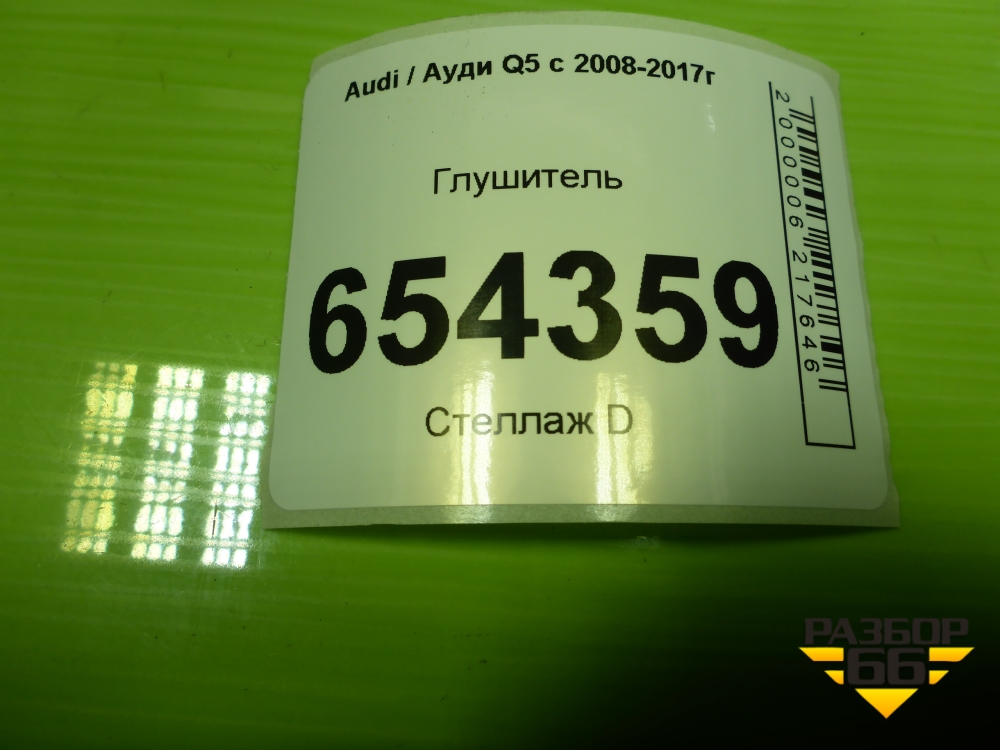 Audi / Ауди Q5 с 2008-2017г
Глушитель
654359
Стеллаж D
2000006217646
РАЗБОР
66